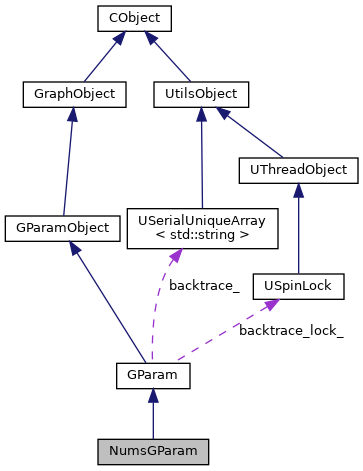 CObject
GraphObject
UtilsObject
UThreadObject
GParamObject
USerialUniqueArray
< std::string >
USpinLock
backtrace_
backtrace_lock_
GParam
NumsGParam